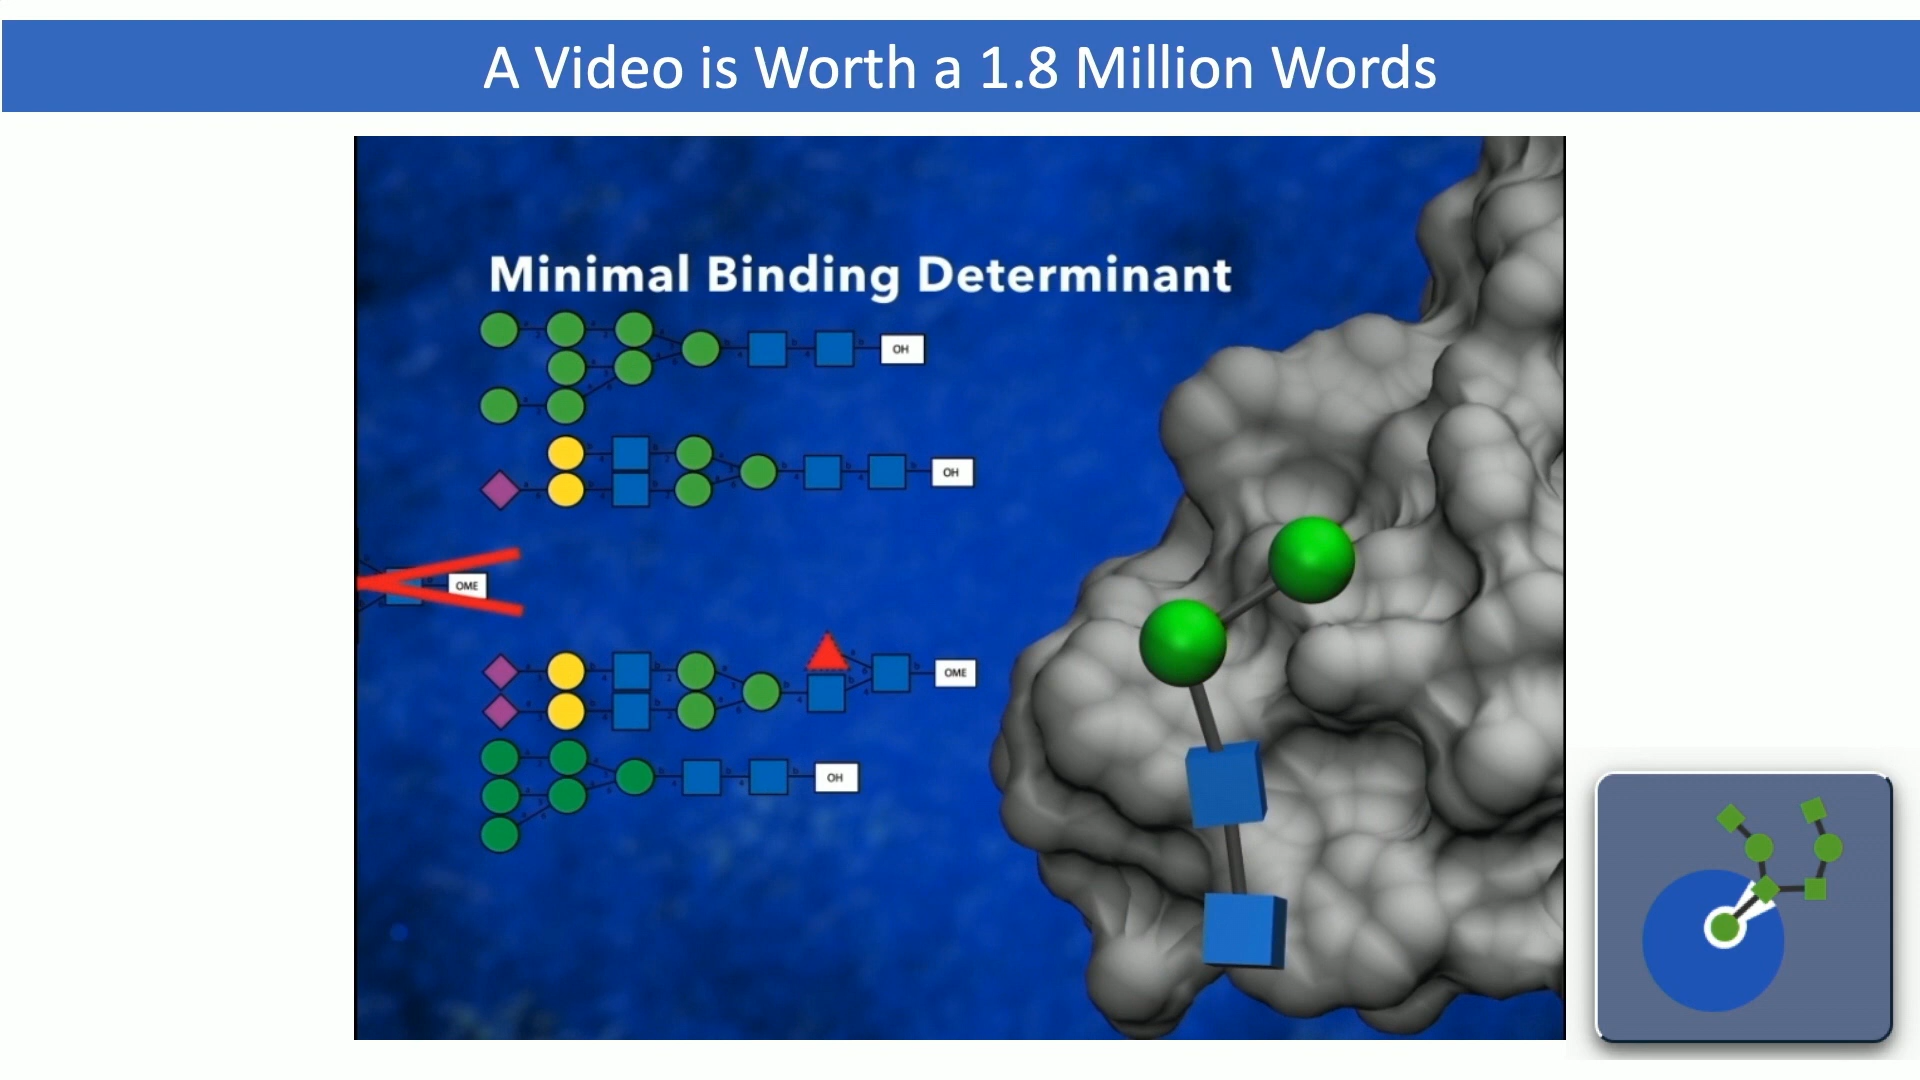 A Video is Worth a 1.8 Million Words
Minimal Binding Determinant
OH
OH
OME
OME
OH